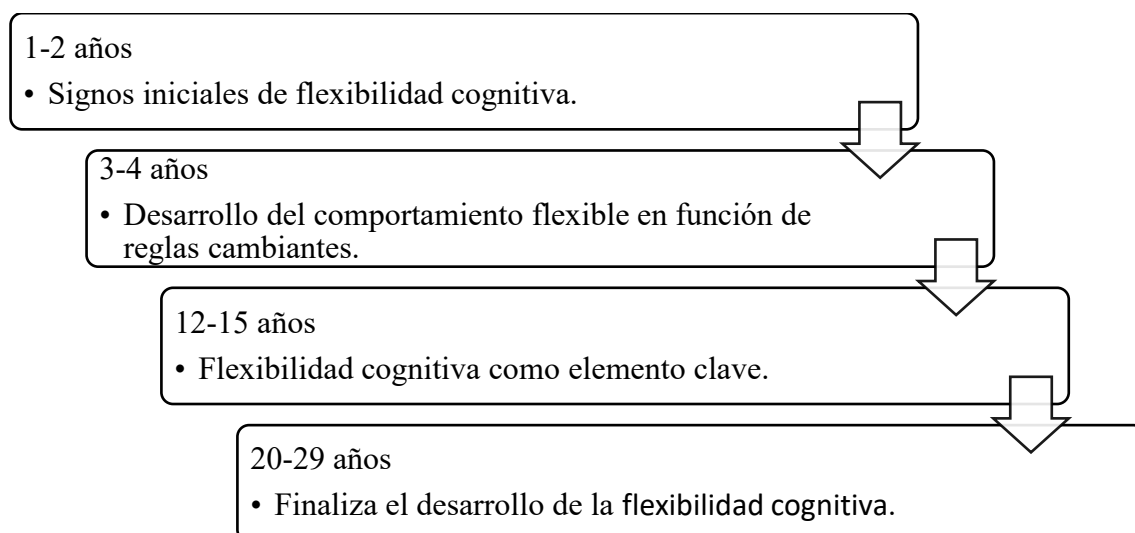 1-2 años
• Signos iniciales de flexibilidad cognitiva.
3-4 años
• Desarrollo del comportamiento flexible en función de
reglas cambiantes.
12-15 años
• Flexibilidad cognitiva como elemento clave.
20-29 años
• Finaliza el desarrollo de la flexibilidad cognitiva.